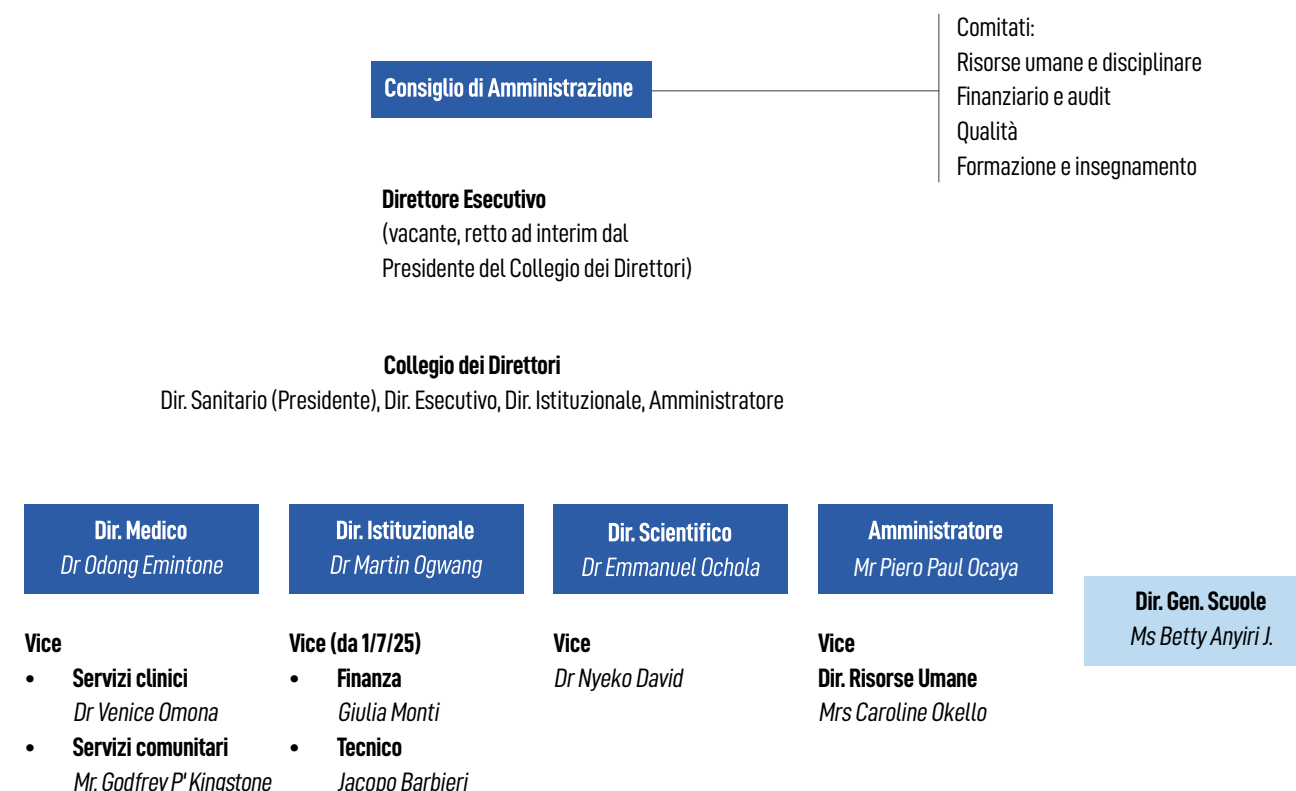 Comitati:
Risorse umane e disciplinare
Finanziario e audit
Qualità
Formazione e insegnamento
Consiglio di Amministrazione
Direttore Esecutivo
(vacante, retto ad interim dal
Presidente del Collegio dei Direttori)
Collegio dei Direttori
Dir. Sanitario (Presidente), Dir. Esecutivo, Dir. Istituzionale, Amministratore
Dir. Medico
Dr Odong Emintone
Vice
• Servizi clinici
Dr Venice Omona
• Servizi comunitari
Mr. Godfrey P' Kingstone
Dir. Istituzionale
Dr Martin Ogwang
Vice (da 1/7/25)
• Finanza
Giulia Monti
• Tecnico
Jacopo Barbieri
Dir. Scientifico
Dr Emmanuel Ochola
Vice
Dr Nyeko David
Amministratore
Mr Piero Paul Ocaya
Vice
Dir. Risorse Umane
Mrs Caroline Okello
Dir. Gen. Scuole
Ms Betty Anyiri J.